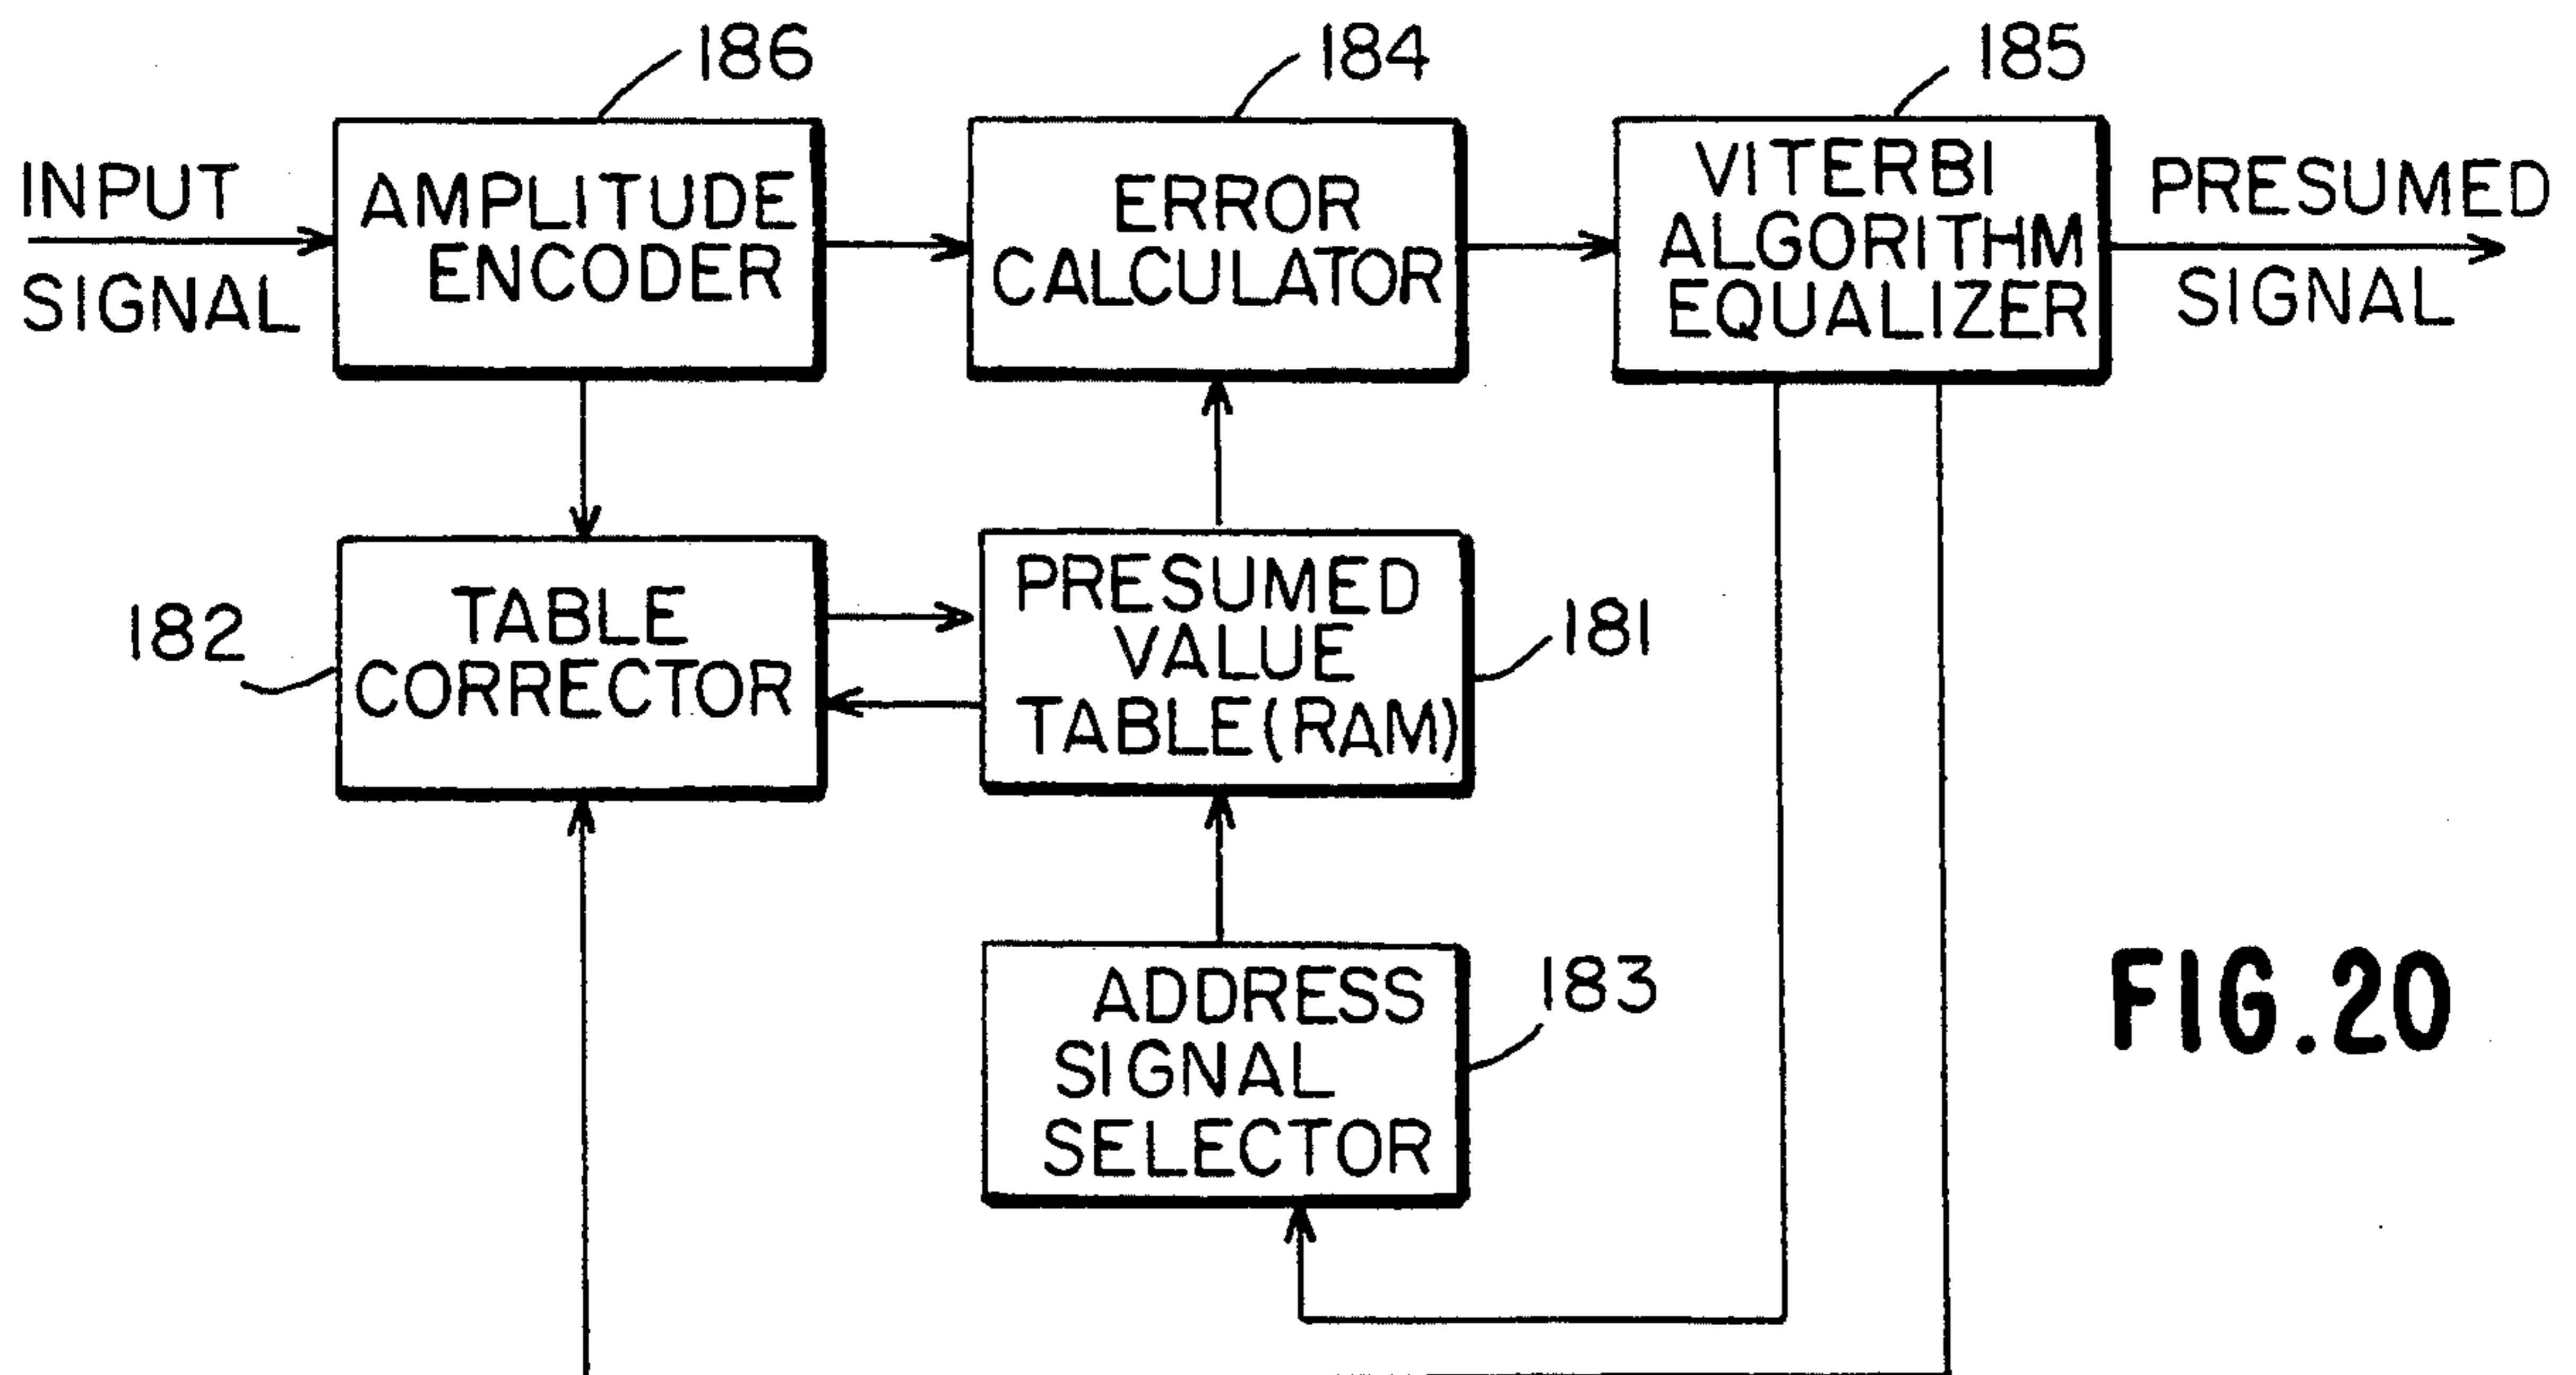 186
184
185
INPUT
SIGNAL
AMPLITUDE
ENCODER
ERROR
CALCULATOR
VITERBI
ALGORITHM
EQUALIZER
PRESUMED
SIGNAL
182
TABLE
CORRECTOR
PRESUMED
VALUE
TABLE(RAM)
181
ADDRESS
SIGNAL
SELECTOR
183
FIG.20